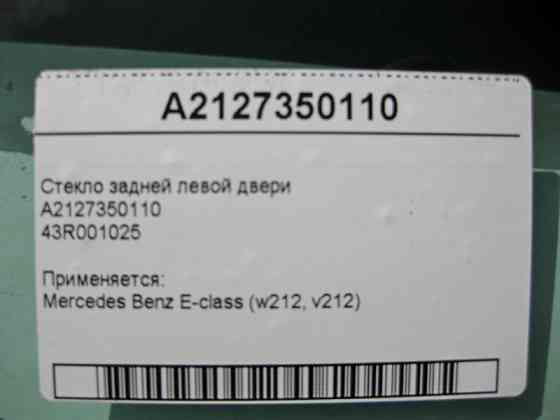 A2127350110
Стекло задней левой двери
A2127350110
43R001025
Применяется:
Mercedes Benz E-class (w212, v212)